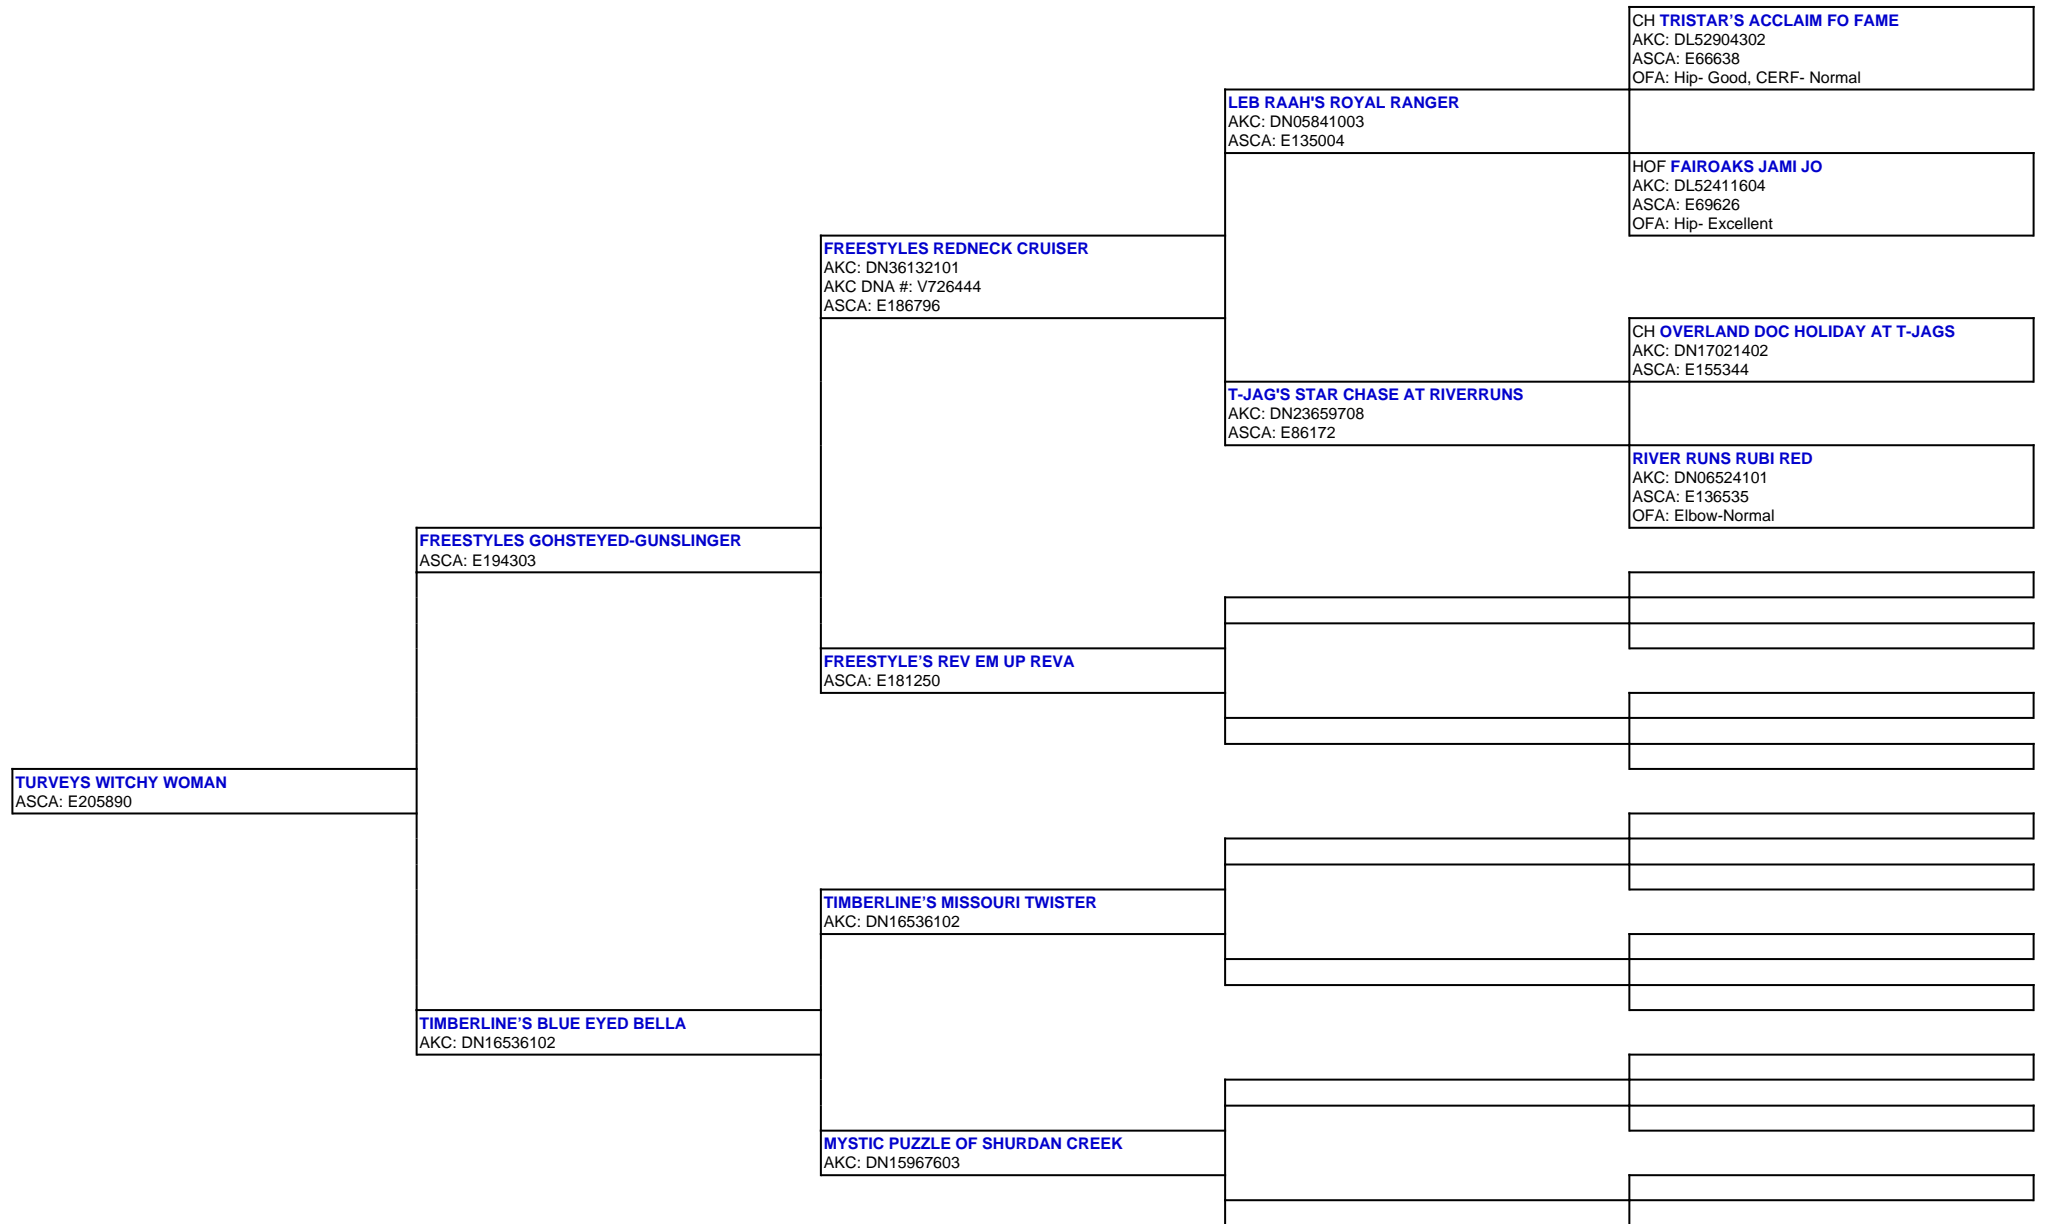 CH TRISTAR’S ACCLAIM FO FAME
AKC: DL52904302
ASCA: E66638
OFA: Hip- Good, CERF- Normal
LEB RAAH'S ROYAL RANGER
AKC: DN05841003
ASCA: E135004
HOF FAIROAKS JAMI JO
AKC: DL52411604
ASCA: E69626
OFA: Hip- Excellent
FREESTYLES REDNECK CRUISER
AKC: DN36132101
AKC DNA #: V726444
ASCA: E186796
CH OVERLAND DOC HOLIDAY AT T-JAGS
AKC: DN17021402
ASCA: E155344
T-JAG'S STAR CHASE AT RIVERRUNS
AKC: DN23659708
ASCA: E86172
RIVER RUNS RUBI RED
AKC: DN06524101
ASCA: E136535
OFA: Elbow-Normal
FREESTYLES GOHSTEYED-GUNSLINGER
ASCA: E194303
FREESTYLE’S REV EM UP REVA
ASCA: E181250
TURVEYS WITCHY WOMAN
ASCA: E205890
TIMBERLINE’S MISSOURI TWISTER
AKC: DN16536102
TIMBERLINE’S BLUE EYED BELLA
AKC: DN16536102
MYSTIC PUZZLE OF SHURDAN CREEK
AKC: DN15967603